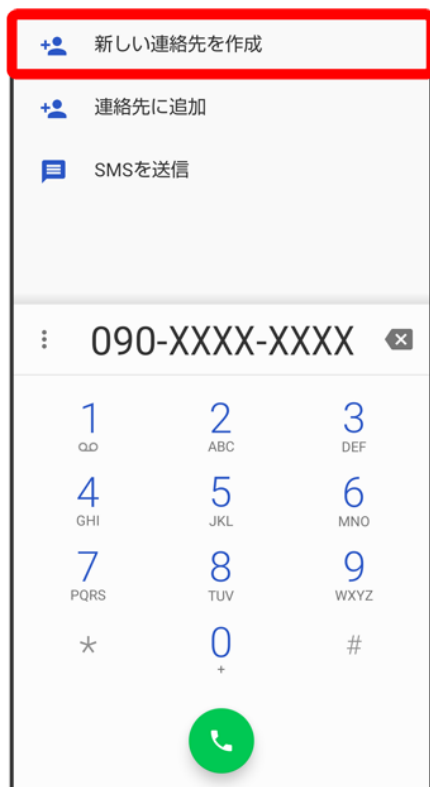 新しい連絡先を作成
連絡先に追加
SMSを送信
090-XXXX-XXXX
1 2 3
ABC DEF
4 5 6
GHI JKL MNO
7 8 9
PQRS TUV WXYZ
* 0 #
+